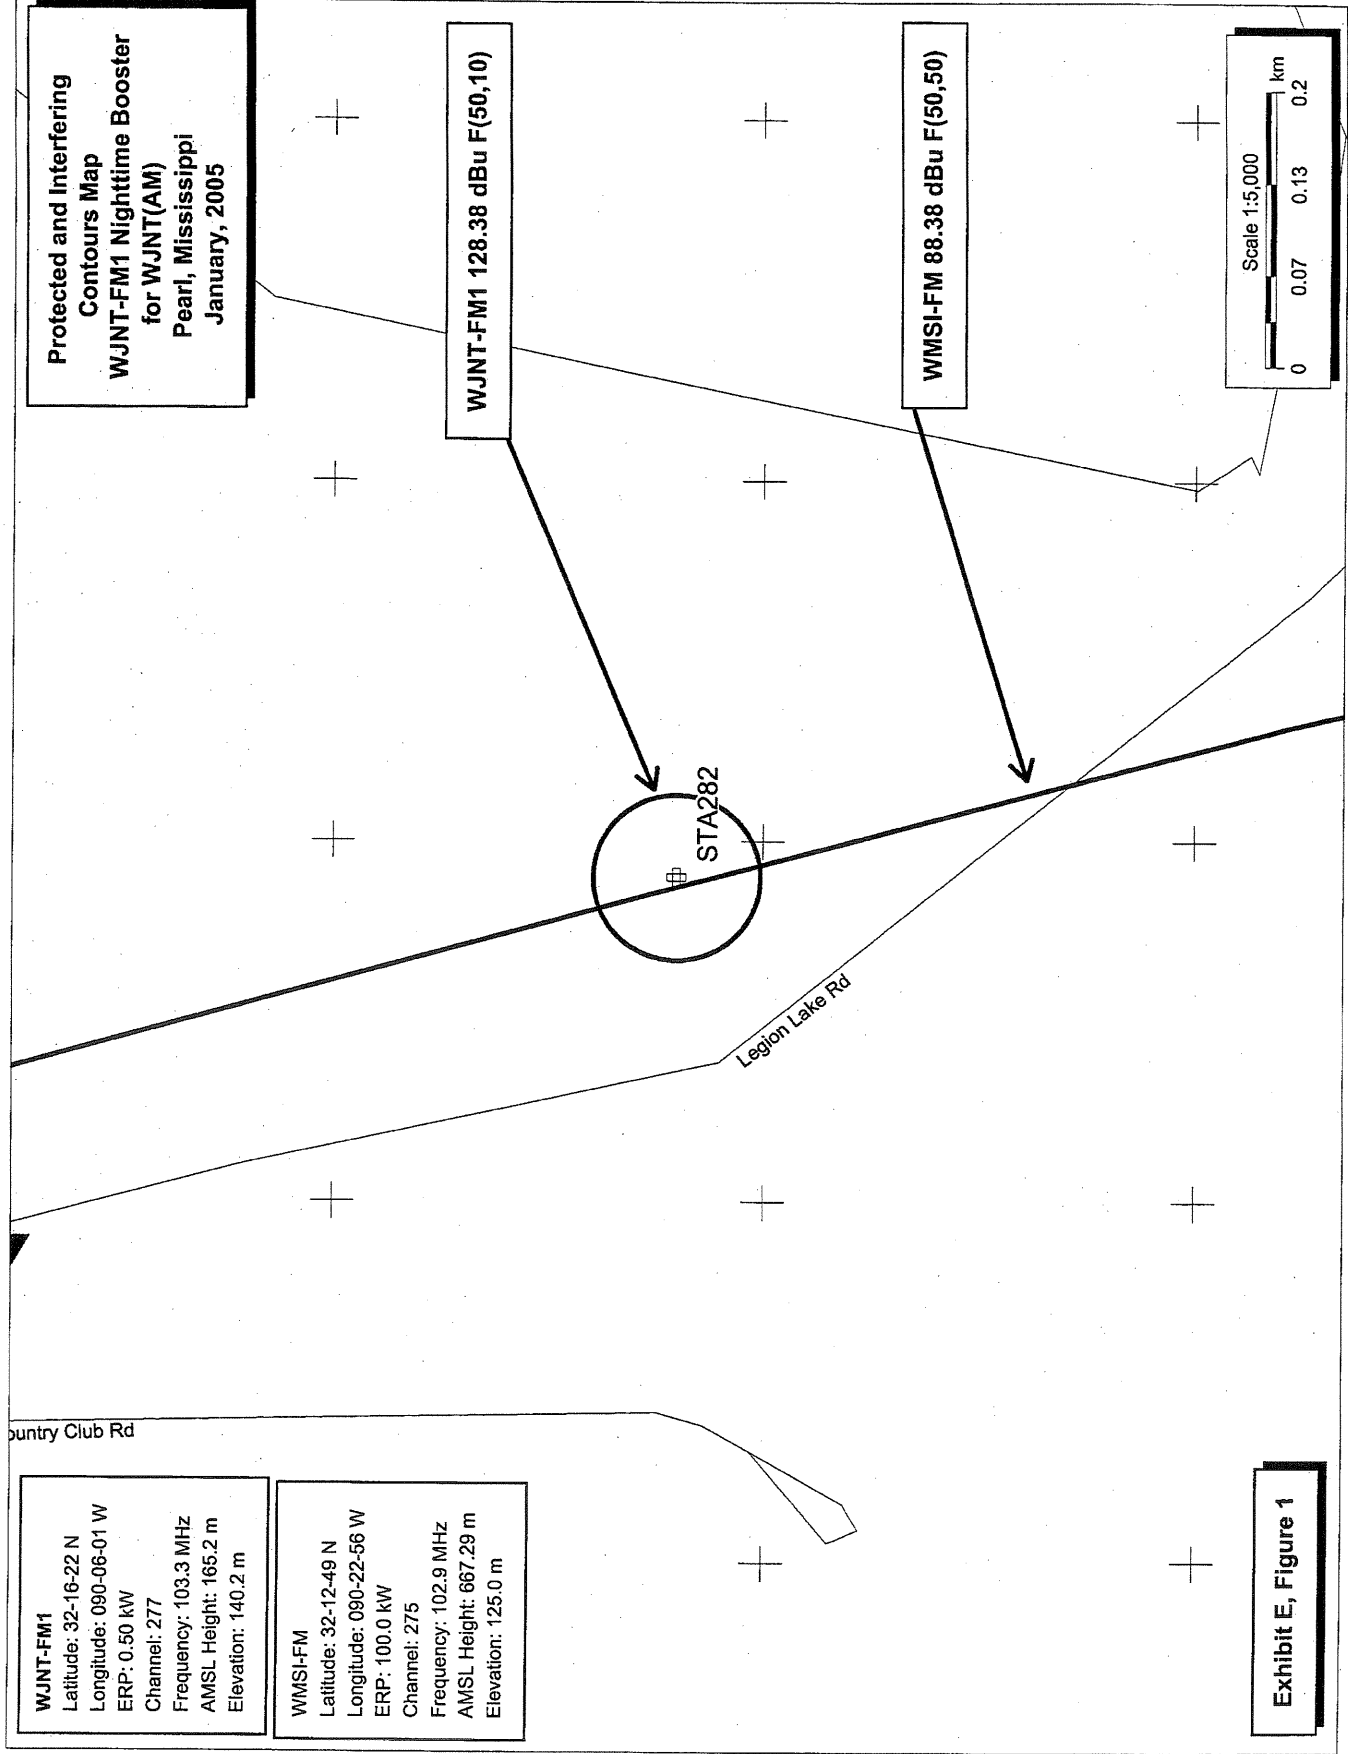 Protected and Interfering
Contours Map
WJNT-FM1 Nighttime Booster
for WJNT(AM)
Pearl, Mississippi
January, 2005
WJNT-FM1 128.38 dBu F(50,10)
WMSI-FM 88.38 dBu F(50,50)
Scale 1:5,000
km
0 0.07 0.13 0.2
STA282
Legion Lake Rd
ountry Club Rd
WJNT-FM1
Latitude: 32-16-22 N
Longitude: 090-06-01 W
ERP: 0.50 kW
Channel: 277
Frequency: 103.3 MHz
AMSL Height: 165.2 m
Elevation: 140.2 m
WMSI-FM
Latitude: 32-12-49 N
Longitude: 090-22-56 W
ERP: 100.0 kW
Channel: 275
Frequency: 102.9 MHz
AMSL Height: 667.29 m
Elevation: 125.0 m
Exhibit E, Figure 1